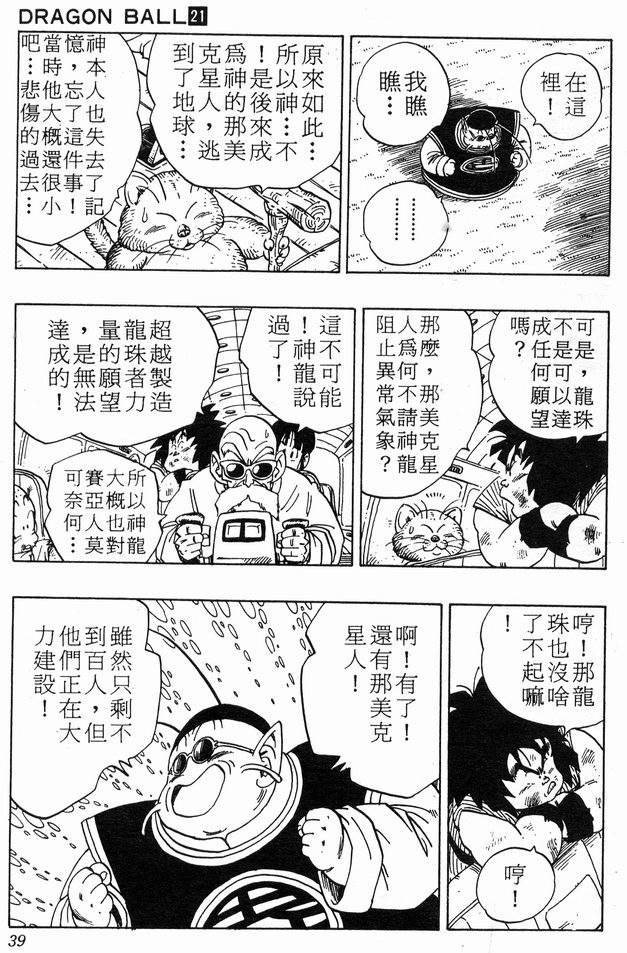 DRAGON BALL 21
在這
裡！
我瞧
瞧…
……
原來如此…
所以神…不
！是後來成
為神的那美
克星人，逃
到了地球…
神本人也失去了記
憶，忘了這件事！
當時他大概還很小
吧…悲傷的過去…
可是，龍珠
不是可以達
成任何願望
嗎？
那麼，那美克星
人為何不請神龍
阻止異常氣象？
這不可能
！神龍說
過了！
超越製造
龍珠者力
量的願望
，是無法
達成的！
所以神龍
大概也對
賽亞人莫
可奈何…
哼！那龍
珠也沒啥
了不起嘛
！
哼！
啊！有了！
還有那美克
星人！
雖然只剩不
到百人，但
他們正在大
力建設！
39